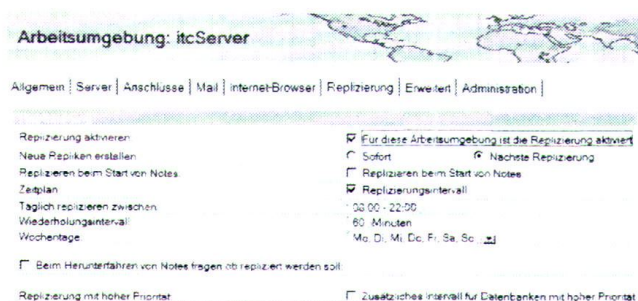 Arbeitsumgebung: itcServer
Allgemein | Server | Anschlüsse | Mail | Internet-Browser | Replizierung | Erweitert | Administration |
Replizierung aktivieren Für diese Arbeitsumgebung ist die Replizierung aktiviert
Neue Repliken erstellen Sofort Nächste Replizierung
Replizieren beim Start von Notes Replizieren beim Start von Notes
Zeitplan Replizierungsintervall
Täglich replizieren zwischen 08:00 - 22:00
Wiederholungsintervall 60 Minuten
Wochentage Mo, Di, Mi, Do, Fr, Sa, So
Beim Herunterfahren von Notes fragen ob repliziert werden soll
Replizierung mit hoher Priorität Zusätzliches Intervall für Datenbanken mit hoher Priorität